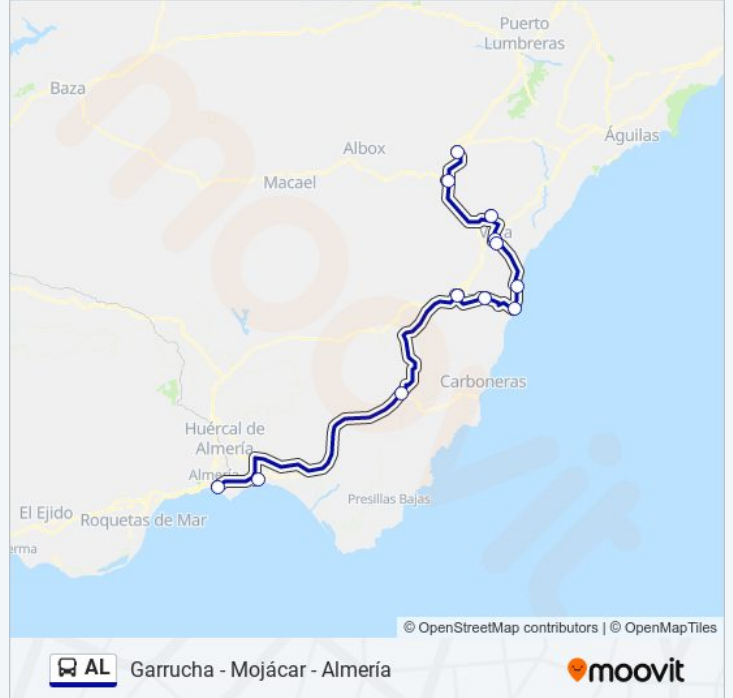 Puerto
Lumbreras
Baza
Águilas
Albox
Macael
Carboneras
Huércal de
Almería
Almería
Presillas Bajas
El Ejido
Roquetas de Mar
erma
moovit
© OpenStreetMap contributors | © OpenMapTiles
AL
Garrucha - Mojácar - Almería
moovit